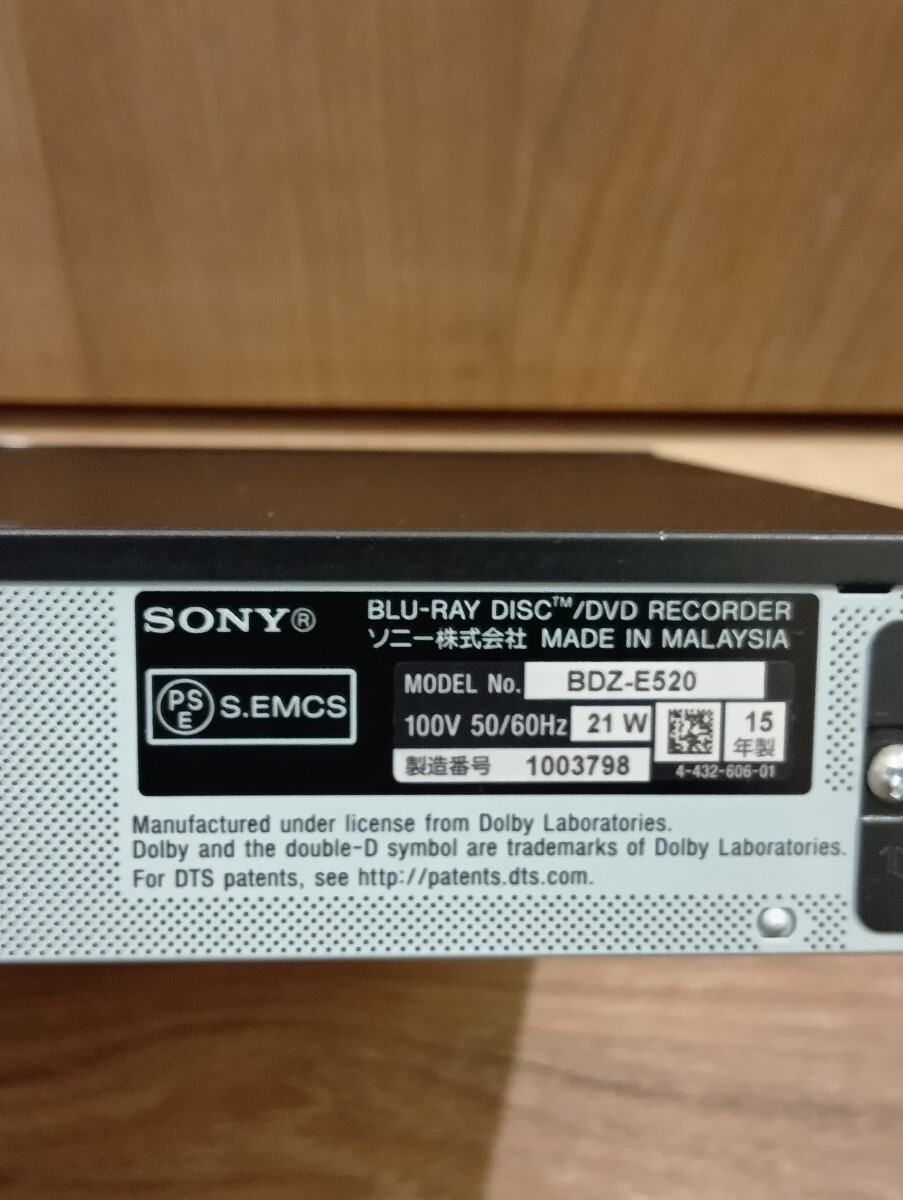 SONY®
BLU-RAY DISC™/DVD RECORDER
ソニー株式会社 MADE IN MALAYSIA
PSE S.EMCS
MODEL No. BDZ-E520
100V 50/60Hz 21 W
15年製
製造番号 1003798
4-432-606-01
Manufactured under license from Dolby Laboratories.
Dolby and the double-D symbol are trademarks of Dolby Laboratories.
For DTS patents, see http://patents.dts.com.